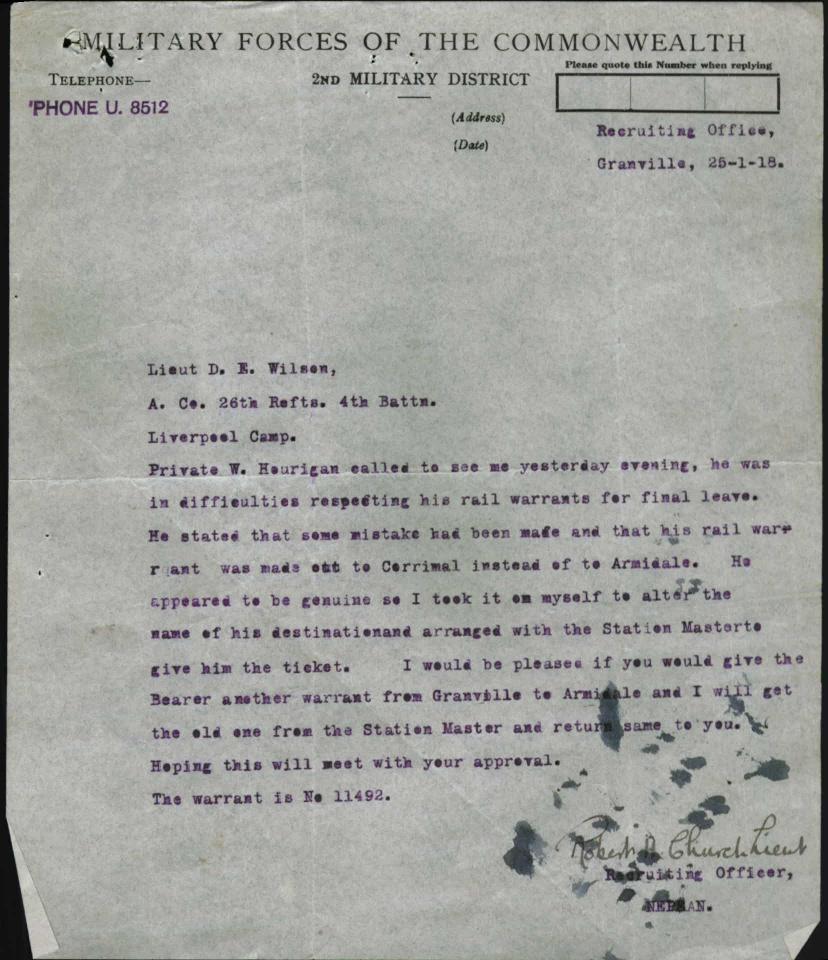 MILITARY FORCES OF THE COMMONWEALTH
Please quote this Number when replying
TELEPHONE—
2ND MILITARY DISTRICT
'PHONE U. 8512
(Address)
Recruiting Office,
(Date)
Granville, 25-1-18.
Lieut D. E. Wilson,
A. Co. 26th Refts. 4th Battn.
Liverpool Camp.
Private W. Hourigan called to see me yesterday evening, he was
in difficulties respecting his rail warrants for final leave.
He stated that some mistake had been made and that his rail war-
r ant was made out to Corrimal instead of to Armidale. He
appeared to be genuine so I took it on myself to alter the
name of his destinationand arranged with the Station Masterto
give him the ticket. I would be pleased if you would give the
Bearer another warrant from Granville to Armidale and I will get
the old one from the Station Master and return same to you.
Hoping this will meet with your approval.
The warrant is No 11492.
Robert Church Lieut
Recruiting Officer,
NEPEAN.